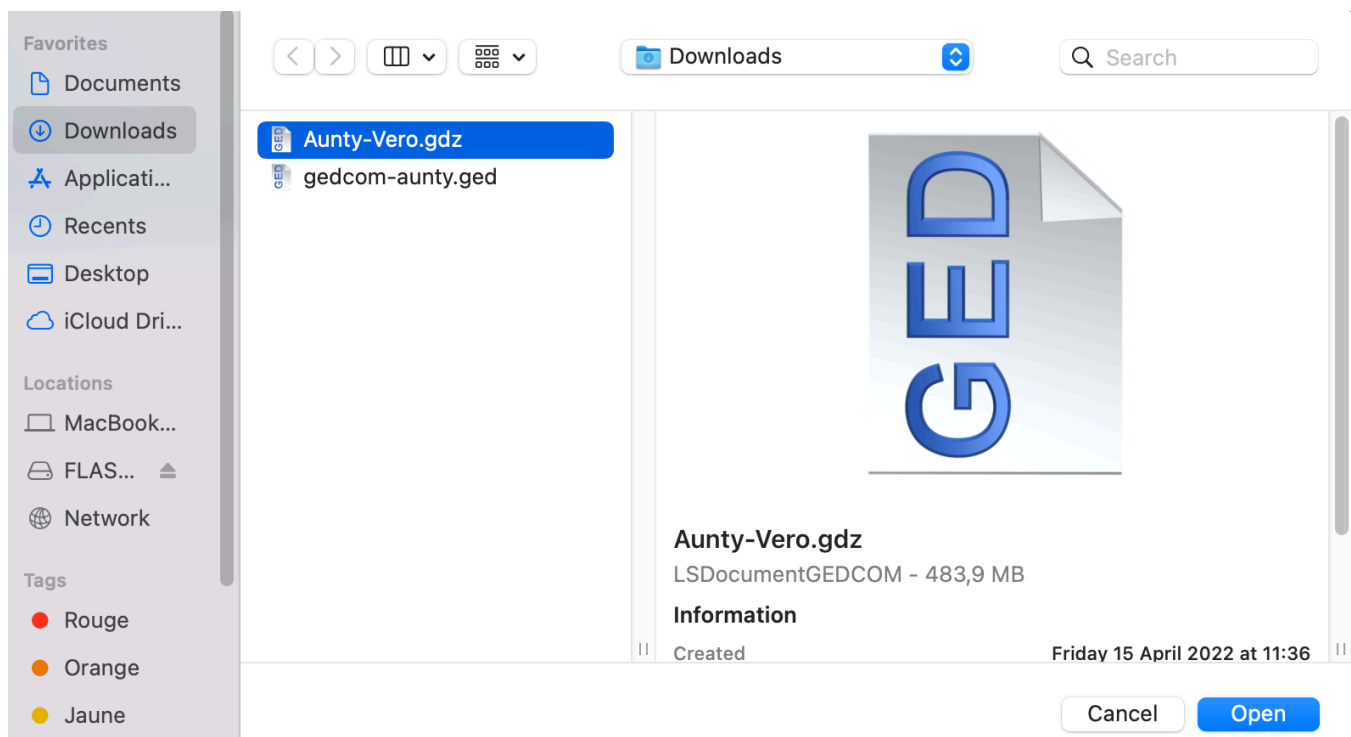 Favorites
Documents
Downloads
Applicati...
Recents
Desktop
iCloud Dri...
Locations
MacBook...
FLAS...
Network
Tags
Rouge
Orange
Jaune
Downloads
Search
Aunty-Vero.gdz
gedcom-aunty.ged
GED
Aunty-Vero.gdz
LSDocumentGEDCOM - 483,9 MB
Information
Created Friday 15 April 2022 at 11:36
Cancel Open